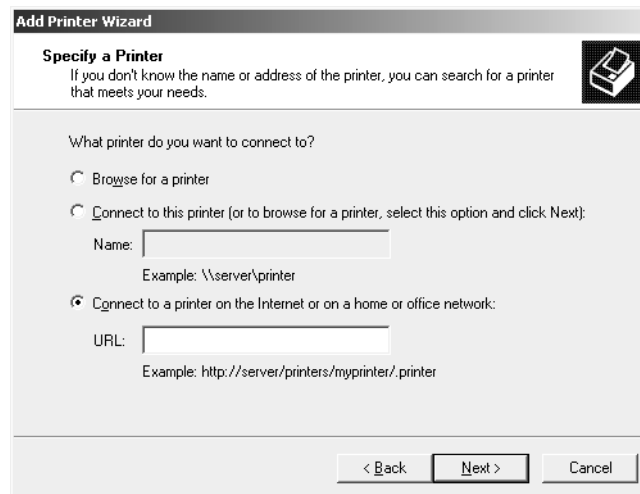 Add Printer Wizard
Specify a Printer
If you don't know the name or address of the printer, you can search for a printer
that meets your needs.
What printer do you want to connect to?
Browse for a printer
Connect to this printer (or to browse for a printer, select this option and click Next):
Name:
Example: \\server\printer
Connect to a printer on the Internet or on a home or office network:
URL:
Example: http://server/printers/myprinter/.printer
< Back Next > Cancel